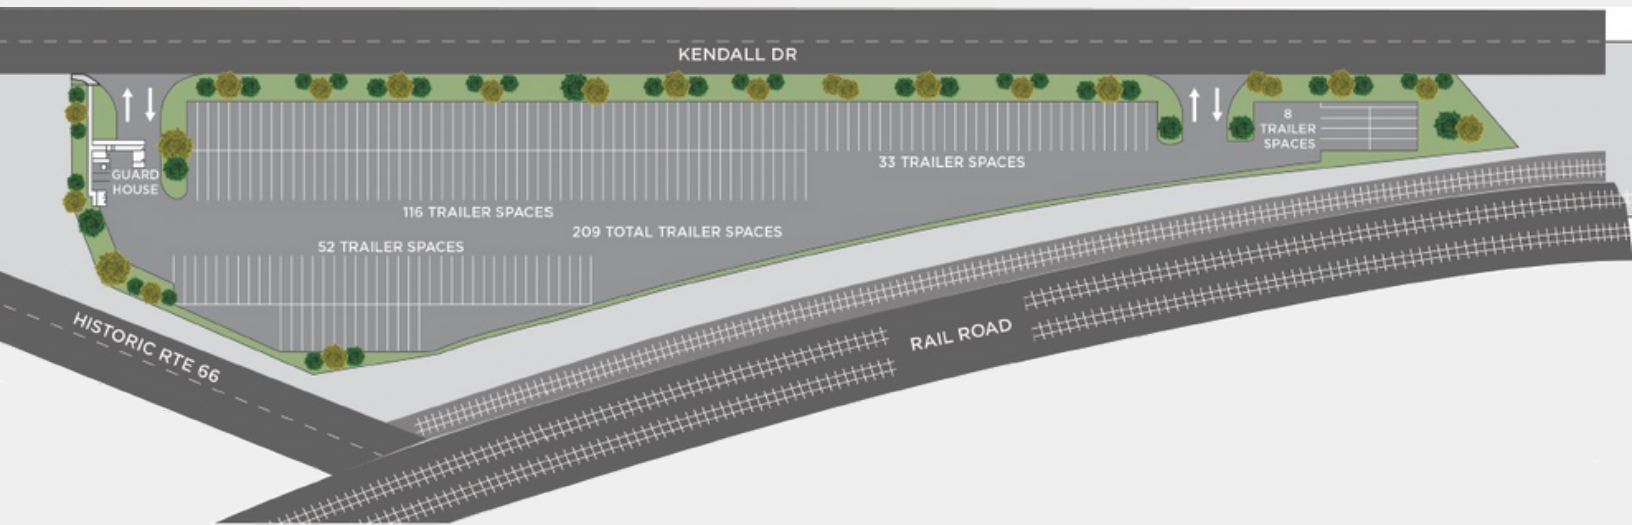 KENDALL DR
8
TRAILER
SPACES
33 TRAILER SPACES
GUARD
HOUSE
116 TRAILER SPACES
209 TOTAL TRAILER SPACES
52 TRAILER SPACES
HISTORIC RTE 66
RAIL ROAD